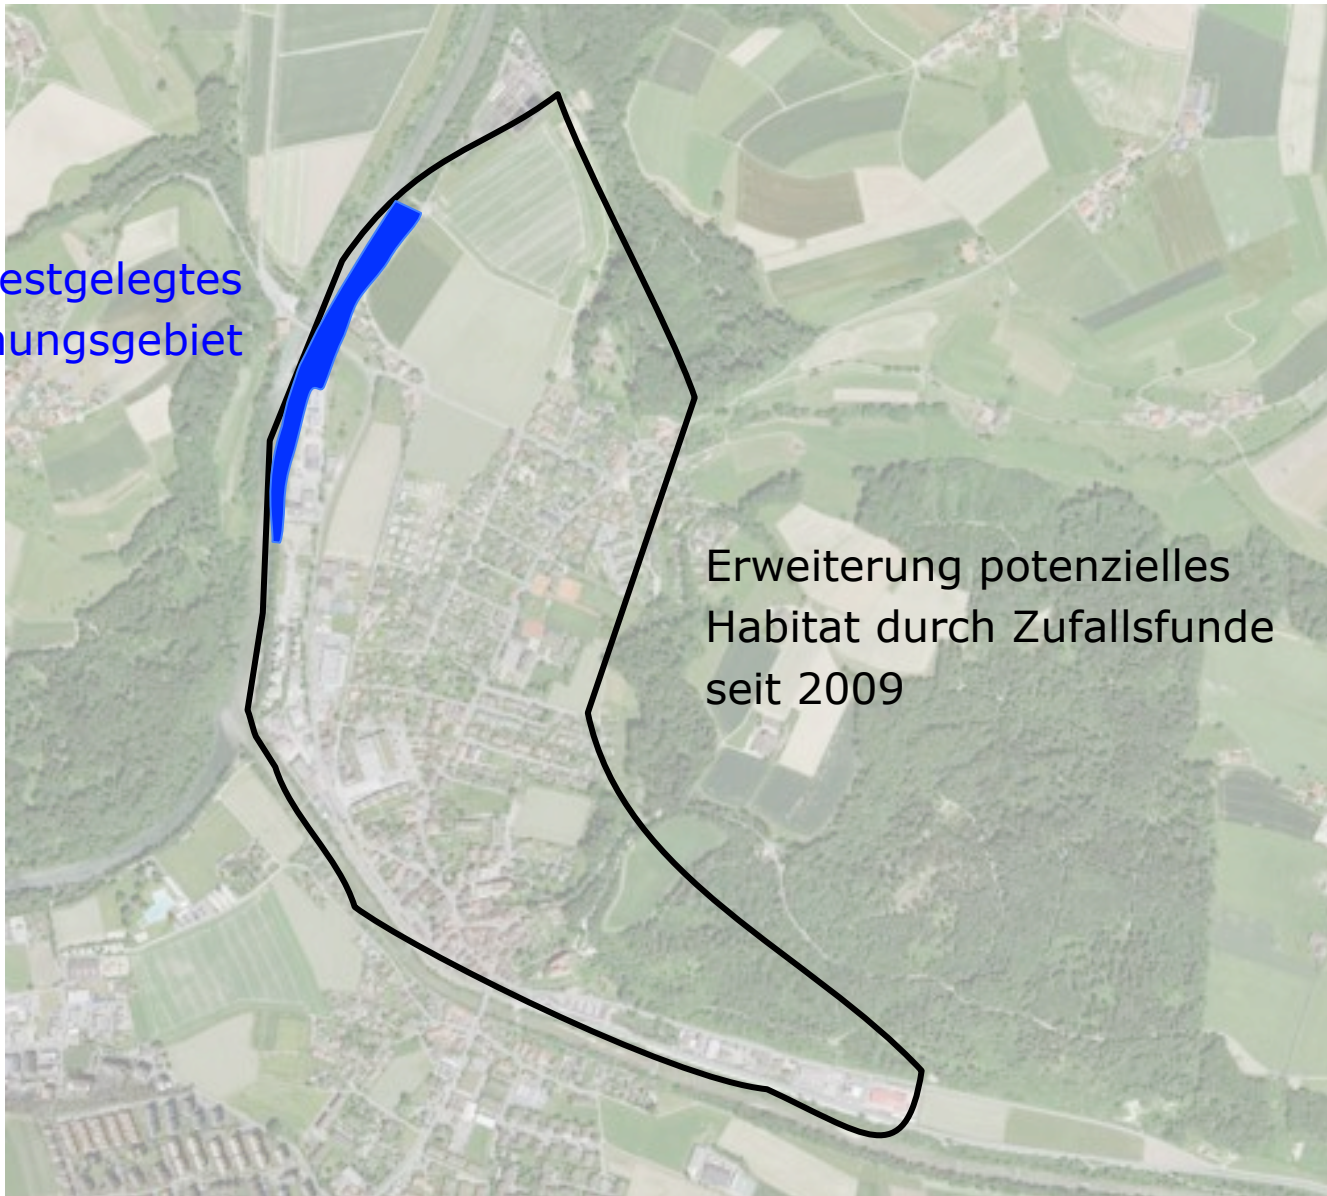 estgelegtes
ungsgebiet
Erweiterung potenzielles
Habitat durch Zufallsfunde
seit 2009